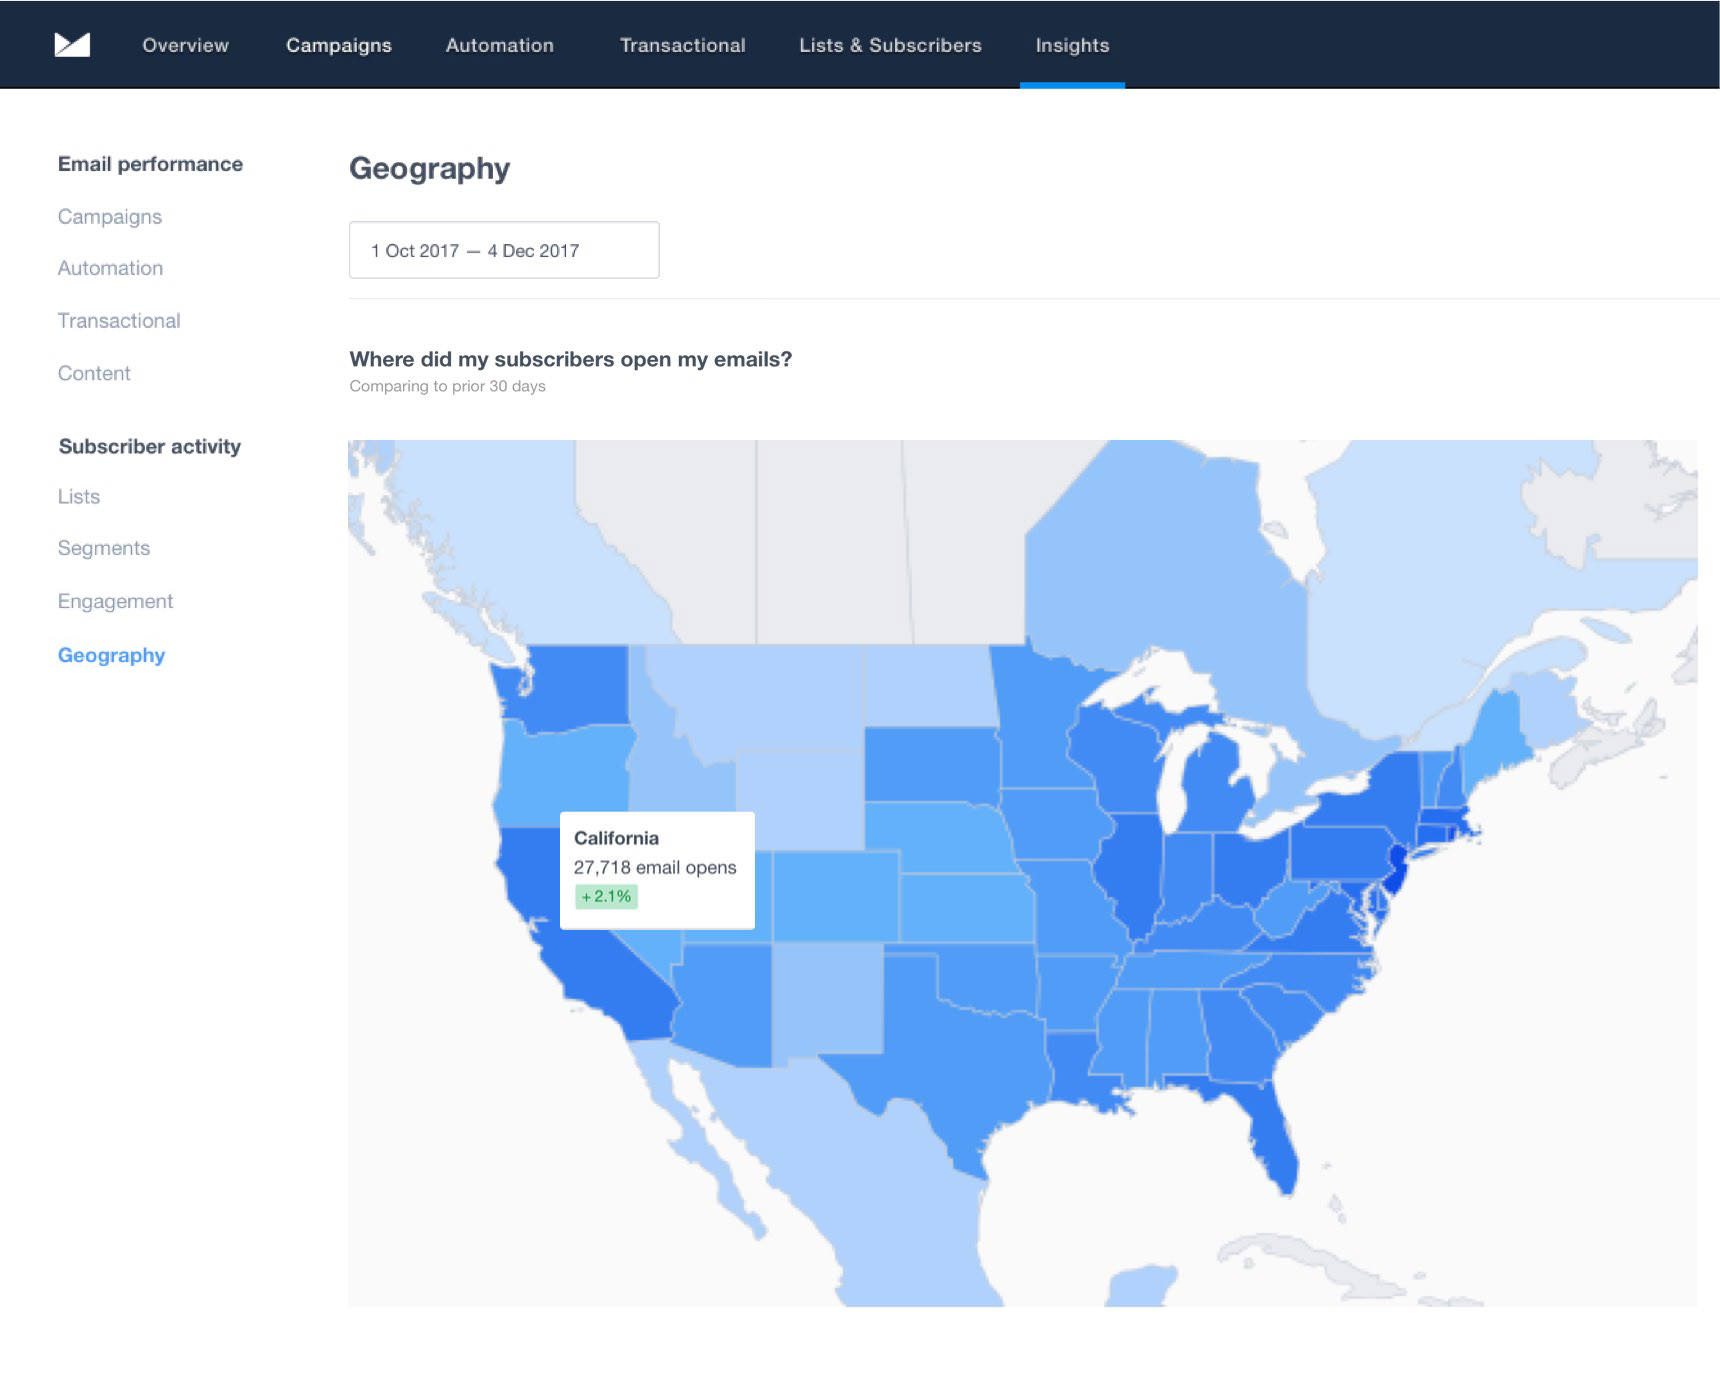 Overview Campaigns Automation Transactional Lists & Subscribers Insights
Email performance
Campaigns
Automation
Transactional
Content
Subscriber activity
Lists
Segments
Engagement
Geography
Geography
1 Oct 2017 — 4 Dec 2017
Where did my subscribers open my emails?
Comparing to prior 30 days
California
27,718 email opens
+ 2.1%